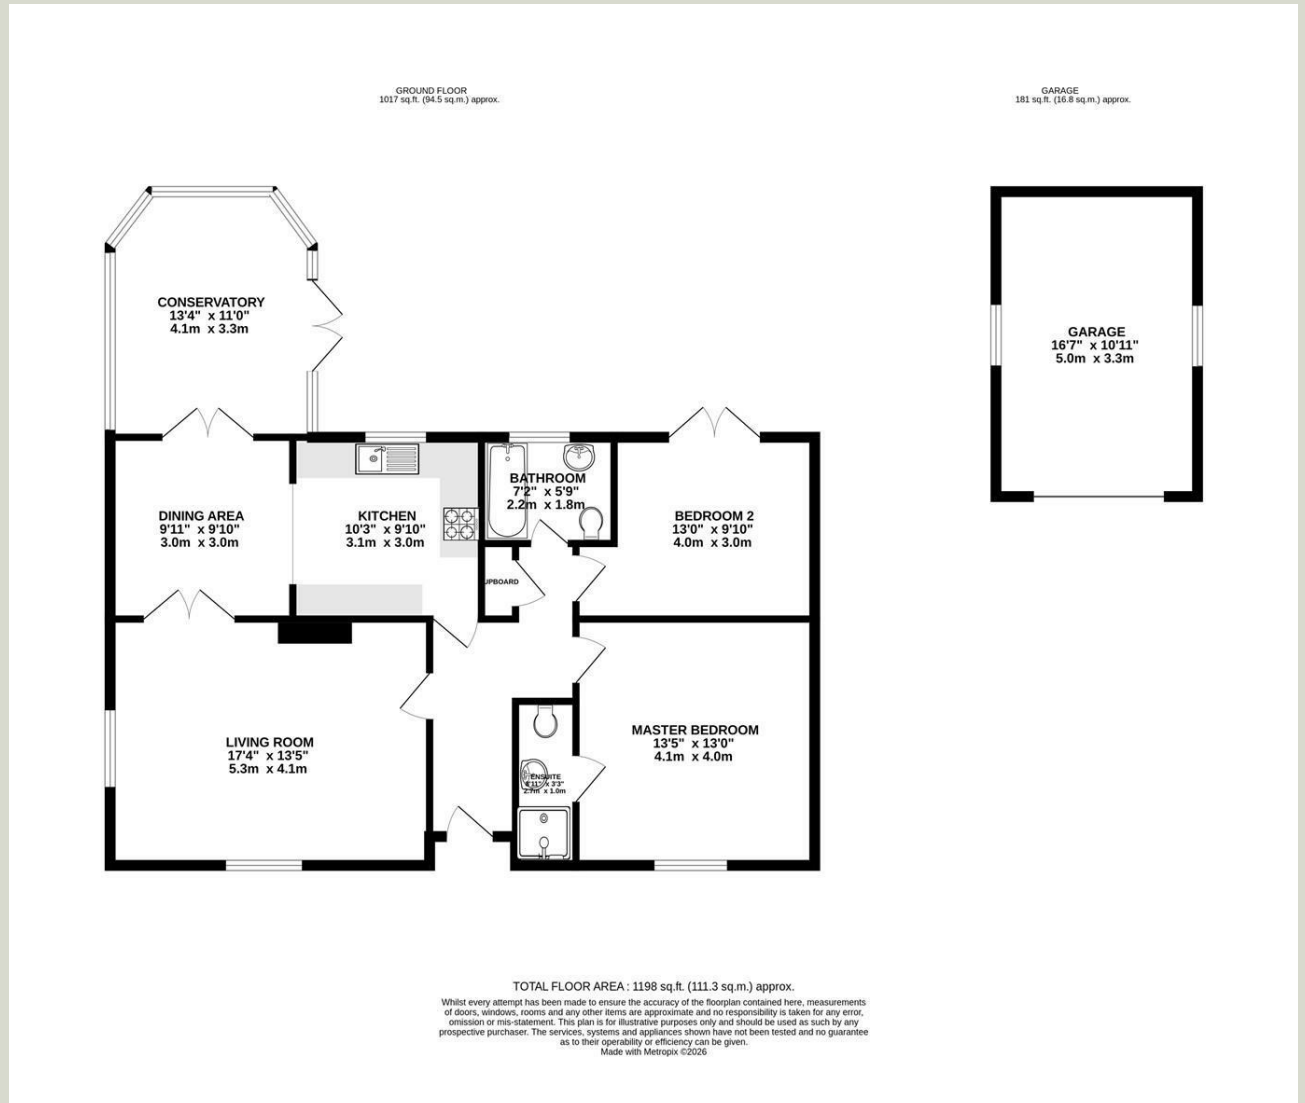 GROUND FLOOR
1017 sq.ft. (94.5 sq.m.) approx.
GARAGE
181 sq.ft. (16.8 sq.m.) approx.
CONSERVATORY
13'4" x 11'0"
4.1m x 3.3m
GARAGE
16'7" x 10'11"
5.0m x 3.3m
DINING AREA
9'11" x 9'10"
3.0m x 3.0m
KITCHEN
10'3" x 9'10"
3.1m x 3.0m
BATHROOM
7'2" x 5'9"
2.2m x 1.8m
BEDROOM 2
13'0" x 9'10"
4.0m x 3.0m
UPBOARD
LIVING ROOM
17'4" x 13'5"
5.3m x 4.1m
MASTER BEDROOM
13'5" x 13'0"
4.1m x 4.0m
ENSUITE
x 3'3"
x 1.0m
TOTAL FLOOR AREA : 1198 sq.ft. (111.3 sq.m.) approx.
Whilst every attempt has been made to ensure the accuracy of the floorplan contained here, measurements
of doors, windows, rooms and any other items are approximate and no responsibility is taken for any error,
omission or mis-statement. This plan is for illustrative purposes only and should be used as such by any
prospective purchaser. The services, systems and appliances shown have not been tested and no guarantee
as to their operability or efficiency can be given.
Made with Metropix ©2026